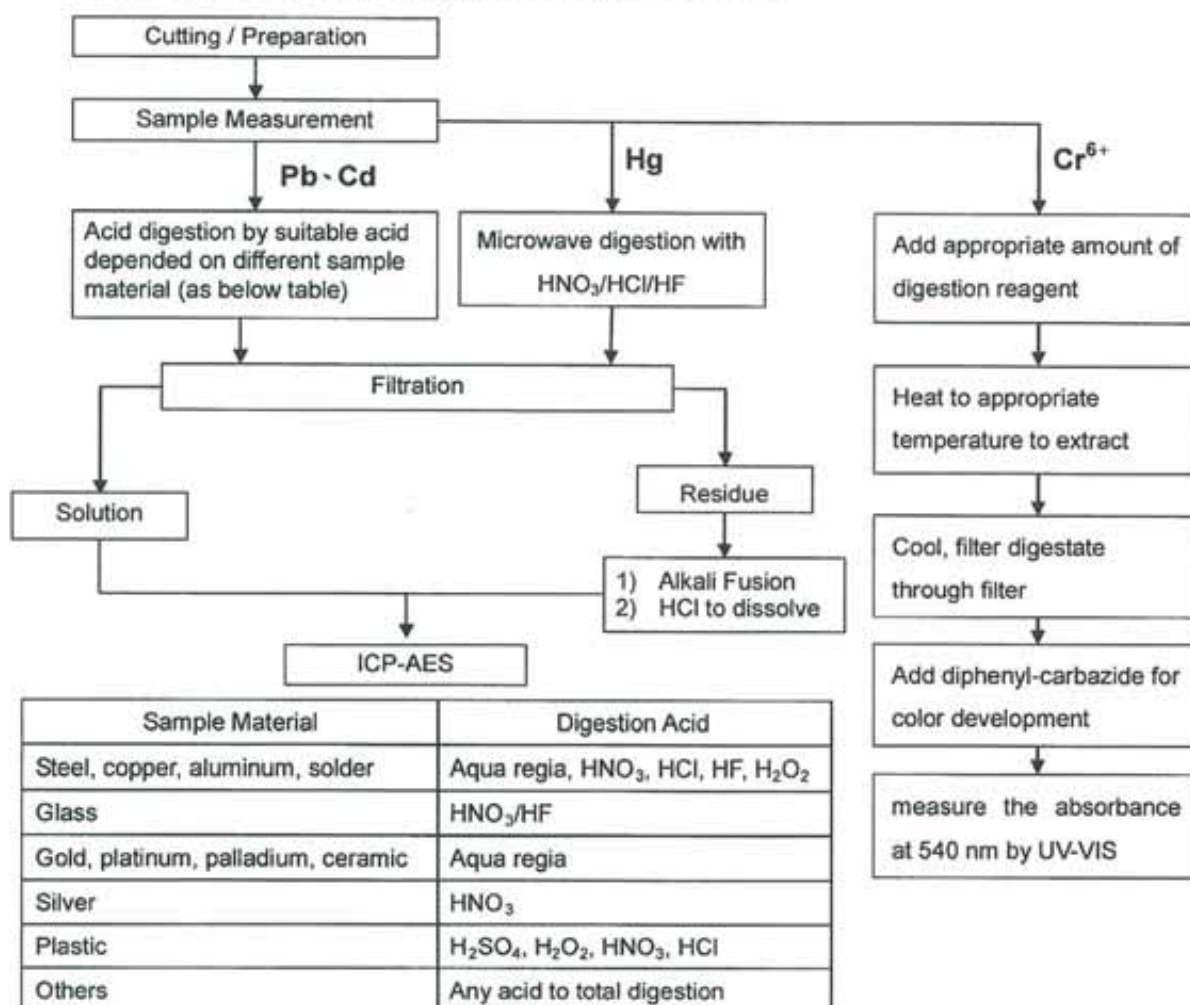 Cutting / Preparation
Sample Measurement
Pb、Cd
Hg
Cr⁶⁺
Acid digestion by suitable acid
depended on different sample
material (as below table)
Microwave digestion with
HNO₃/HCl/HF
Add appropriate amount of
digestion reagent
Filtration
Heat to appropriate
temperature to extract
Solution
Residue
1) Alkali Fusion
2) HCl to dissolve
Cool, filter digestate
through filter
ICP-AES
Add diphenyl-carbazide for
color development
measure the absorbance
at 540 nm by UV-VIS
Sample Material Digestion Acid
Steel, copper, aluminum, solder Aqua regia, HNO₃, HCl, HF, H₂O₂
Glass HNO₃/HF
Gold, platinum, palladium, ceramic Aqua regia
Silver HNO₃
Plastic H₂SO₄, H₂O₂, HNO₃, HCl
Others Any acid to total digestion